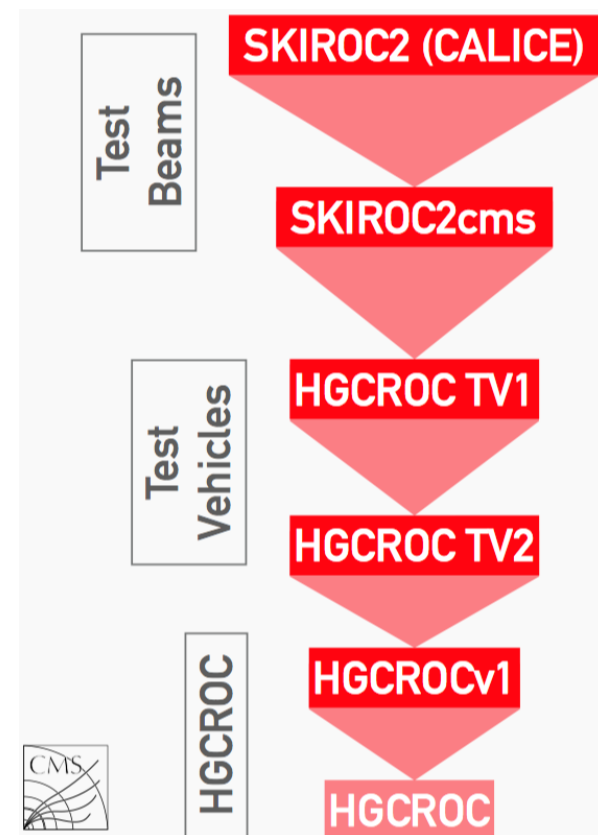 SKIROC2 (CALICE)
Test
Beams
SKIROC2cms
HGCROC TV1
Test
Vehicles
HGCROC TV2
HGCROCv1
HGCROC
CMS
HGCROC